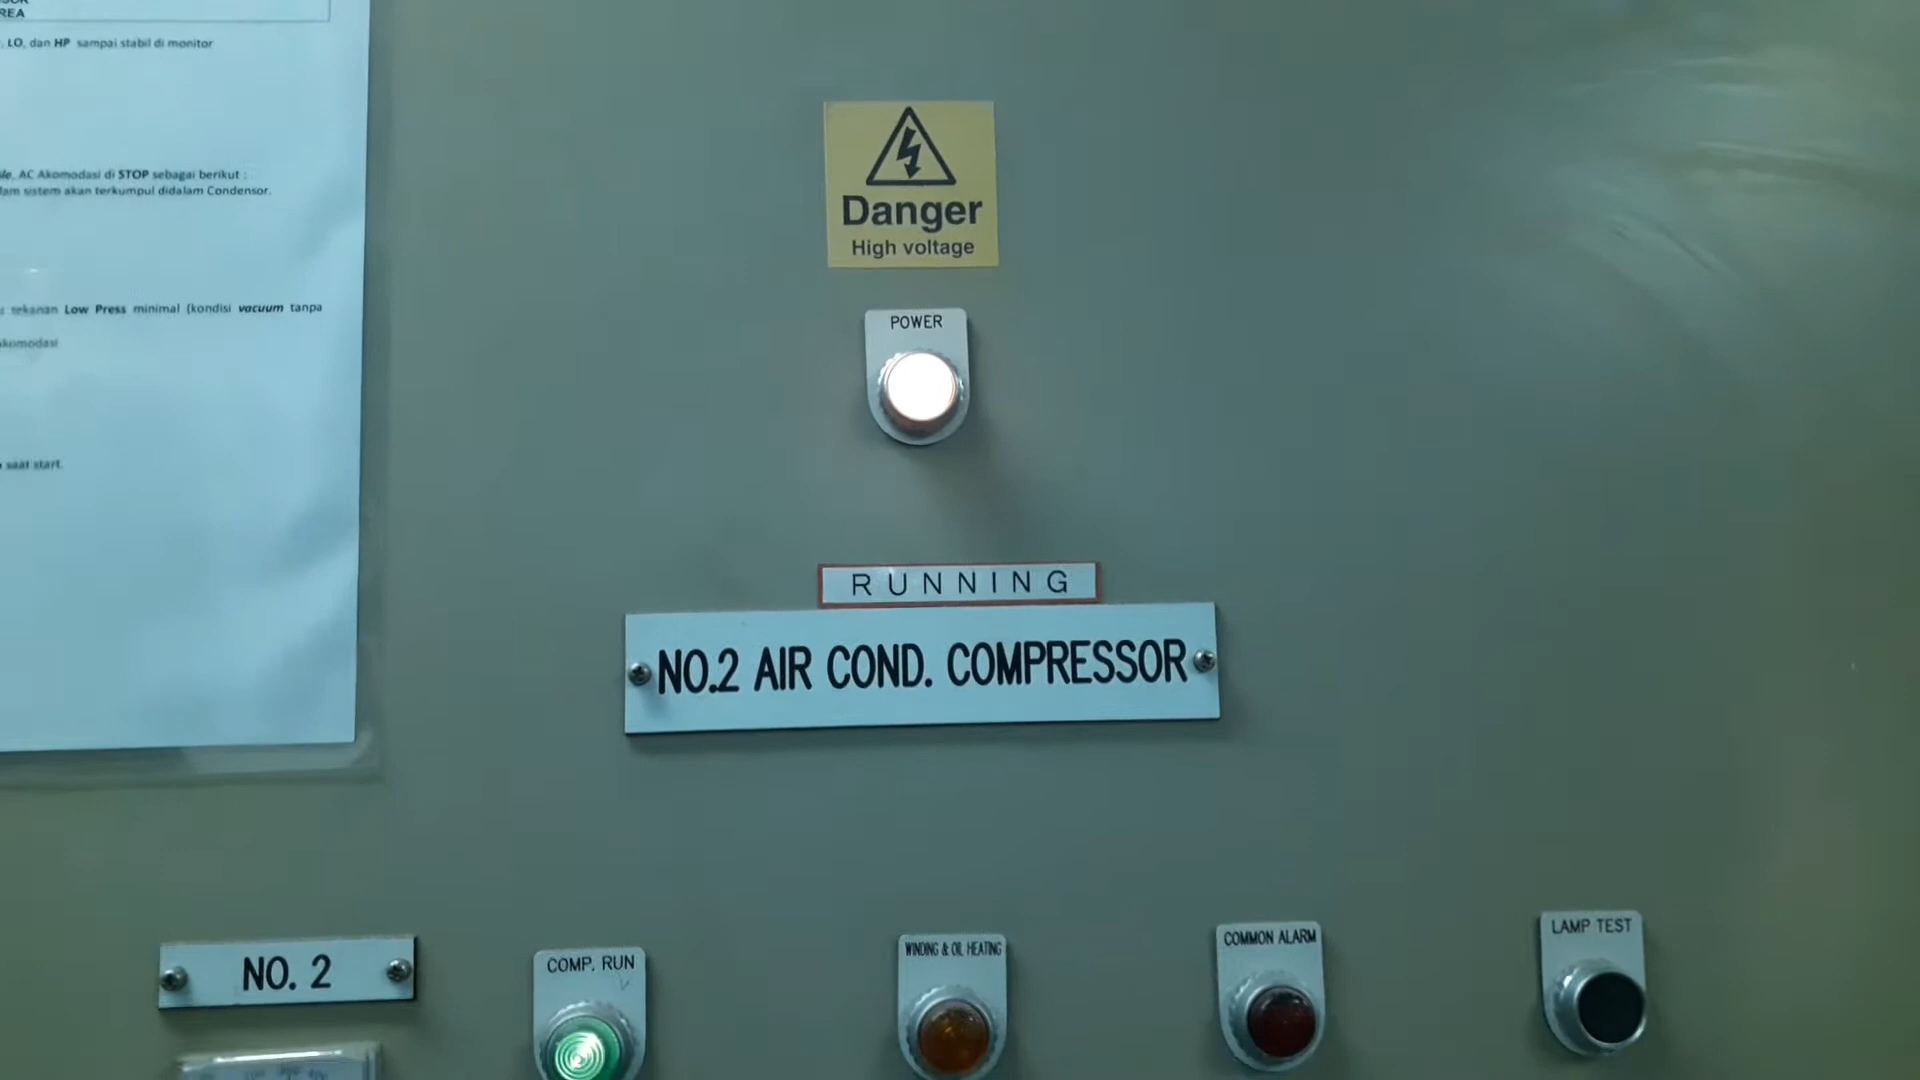 REA
LO, dan HP sampai stabil di monitor
AC Akomodasi di STOP sebagai berikut :
sistem akan terkumpul didalam Condensor.
tekanan Low Press minimal (kondisi vacuum tanpa
saat start.
Danger
High voltage
POWER
RUNNING
NO.2 AIR COND. COMPRESSOR
NO. 2
COMP. RUN
WINDING & OIL HEATING
COMMON ALARM
LAMP TEST